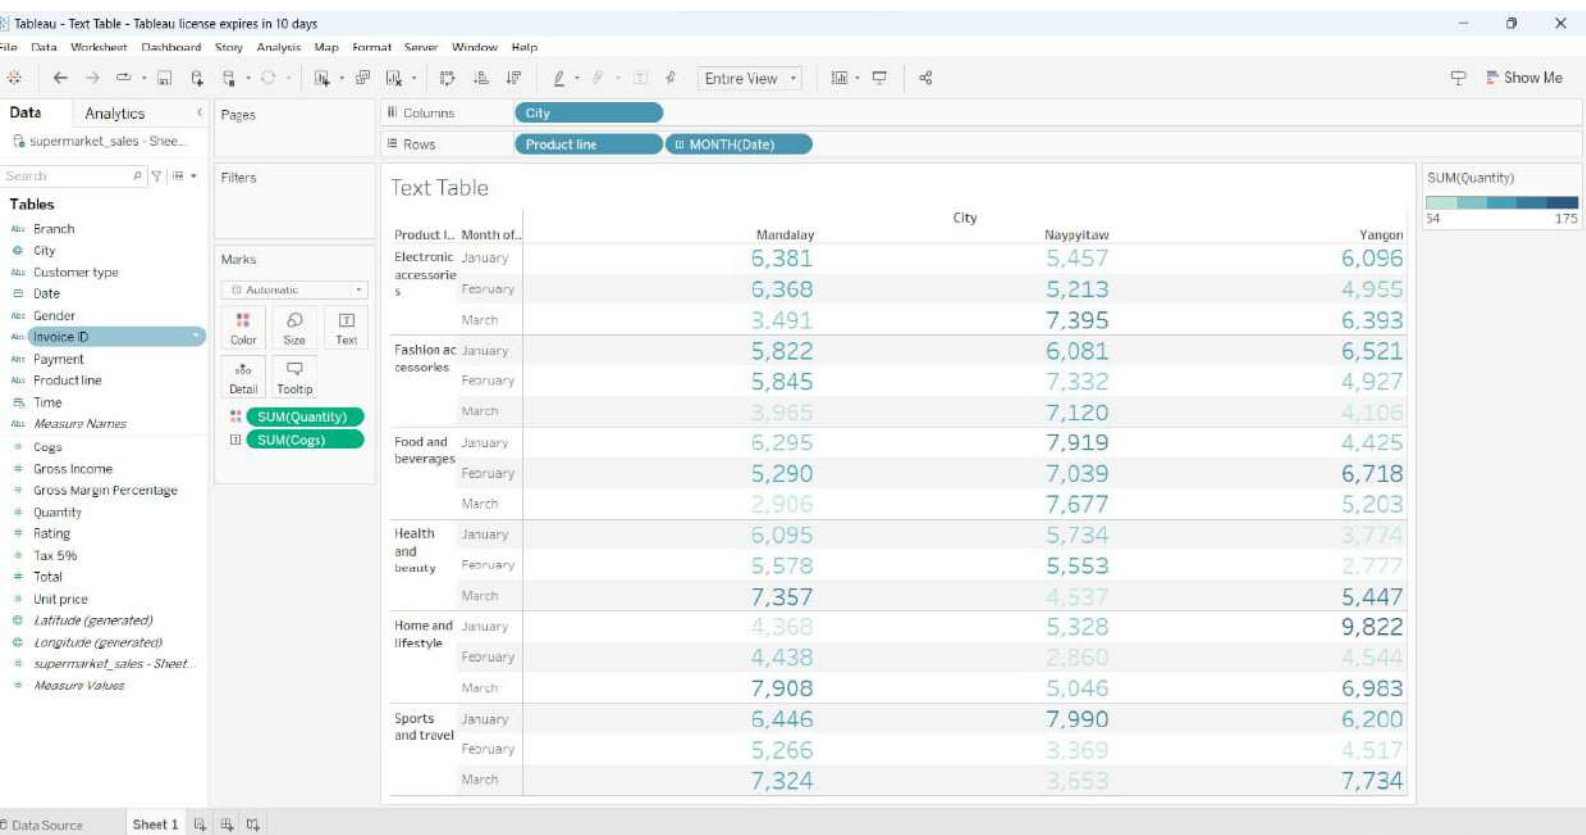 Tableau - Text Table - Tableau license expires in 10 days
File Data Worksheet Dashboard Story Analysis Map Format Server Window Help
Entire View
Show Me
Data Analytics
supermarket_sales - Shee...
Search
Tables
Abc Branch
City
Abc Customer type
Date
Abc Gender
Abc Invoice ID
Abc Payment
Abc Product line
Time
Abc Measure Names
Cogs
Gross Income
Gross Margin Percentage
Quantity
Rating
Tax 5%
Total
Unit price
Latitude (generated)
Longitude (generated)
supermarket_sales - Sheet...
Measure Values
Pages
Filters
Marks
Automatic
Color Size Text
Detail Tooltip
SUM(Quantity)
SUM(Cogs)
Columns City
Rows Product line MONTH(Date)
Text Table
City
Product l.. Month of.. Mandalay Naypyitaw Yangon
Electronic accessories January 6,381 5,457 6,096
February 6,368 5,213 4,955
March 3,491 7,395 6,393
Fashion accessories January 5,822 6,081 6,521
February 5,845 7,332 4,927
March 3,965 7,120 4,106
Food and beverages January 6,295 7,919 4,425
February 5,290 7,039 6,718
March 2,906 7,677 5,203
Health and beauty January 6,095 5,734 3,774
February 5,578 5,553 2,777
March 7,357 4,537 5,447
Home and lifestyle January 4,368 5,328 9,822
February 4,438 2,860 4,544
March 7,908 5,046 6,983
Sports and travel January 6,446 7,990 6,200
February 5,266 3,369 4,517
March 7,324 3,653 7,734
SUM(Quantity)
54 175
Data Source Sheet 1